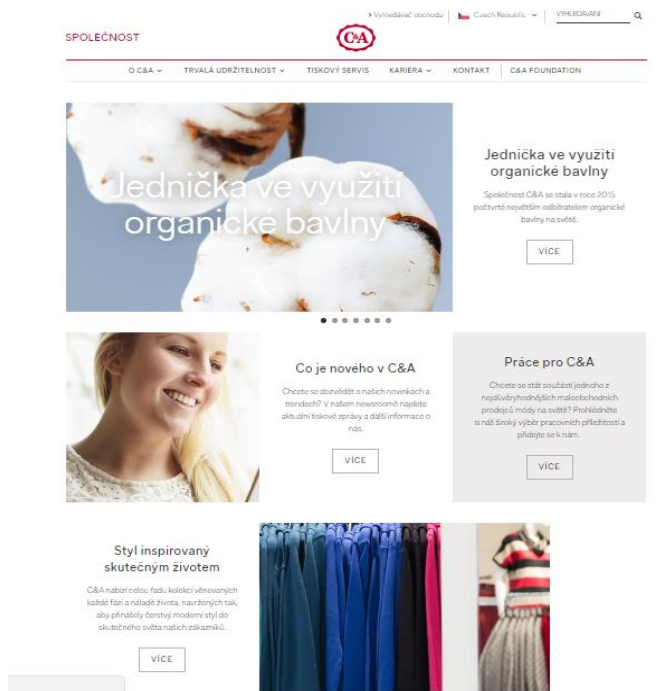 Vyhledávač obchodu
Czech Republic
VYHLEDÁVÁNÍ
SPOLEČNOST
C&A
O C&A
TRVALÁ UDRŽITELNOST
TISKOVÝ SERVIS
KARIÉRA
KONTAKT
C&A FOUNDATION
Jednička ve využití
organické bavlny
Jednička ve využití
organické bavlny
Společnost C&A se stala v roce 2015
počtvrté největším odběratelem organické
bavlny na světě.
VÍCE
Co je nového v C&A
Chcete se dozvědět o našich novinkách a
trendech? V našem newsroomě najdete
aktuální tiskové zprávy a další informace o
nás.
VÍCE
Práce pro C&A
Chcete se stát součástí jednoho z
nejdůvěryhodnějších maloobchodních
prodejců módy na světě? Prohlédněte
si náš široký výběr pracovních příležitostí a
přidejte se k nám.
VÍCE
Styl inspirovaný
skutečným životem
C&A nabízí celou řadu kolekcí věnovaných
každé fázi a náladě života, navržených tak,
aby přinášely čerstvý moderní styl do
skutečného světa našich zákazníků.
VÍCE